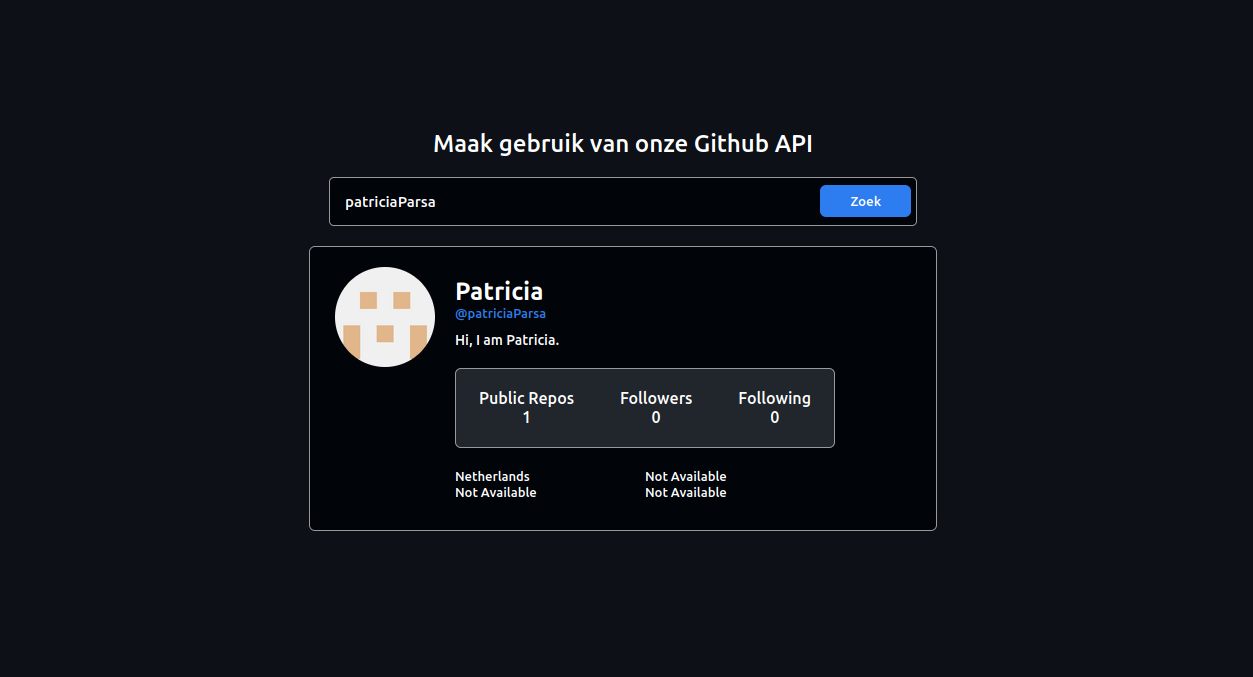 Maak gebruik van onze Github API
patriciaParsa
Zoek
Patricia
@patriciaParsa
Hi, I am Patricia.
Public Repos Followers Following
1 0 0
Netherlands Not Available
Not Available Not Available